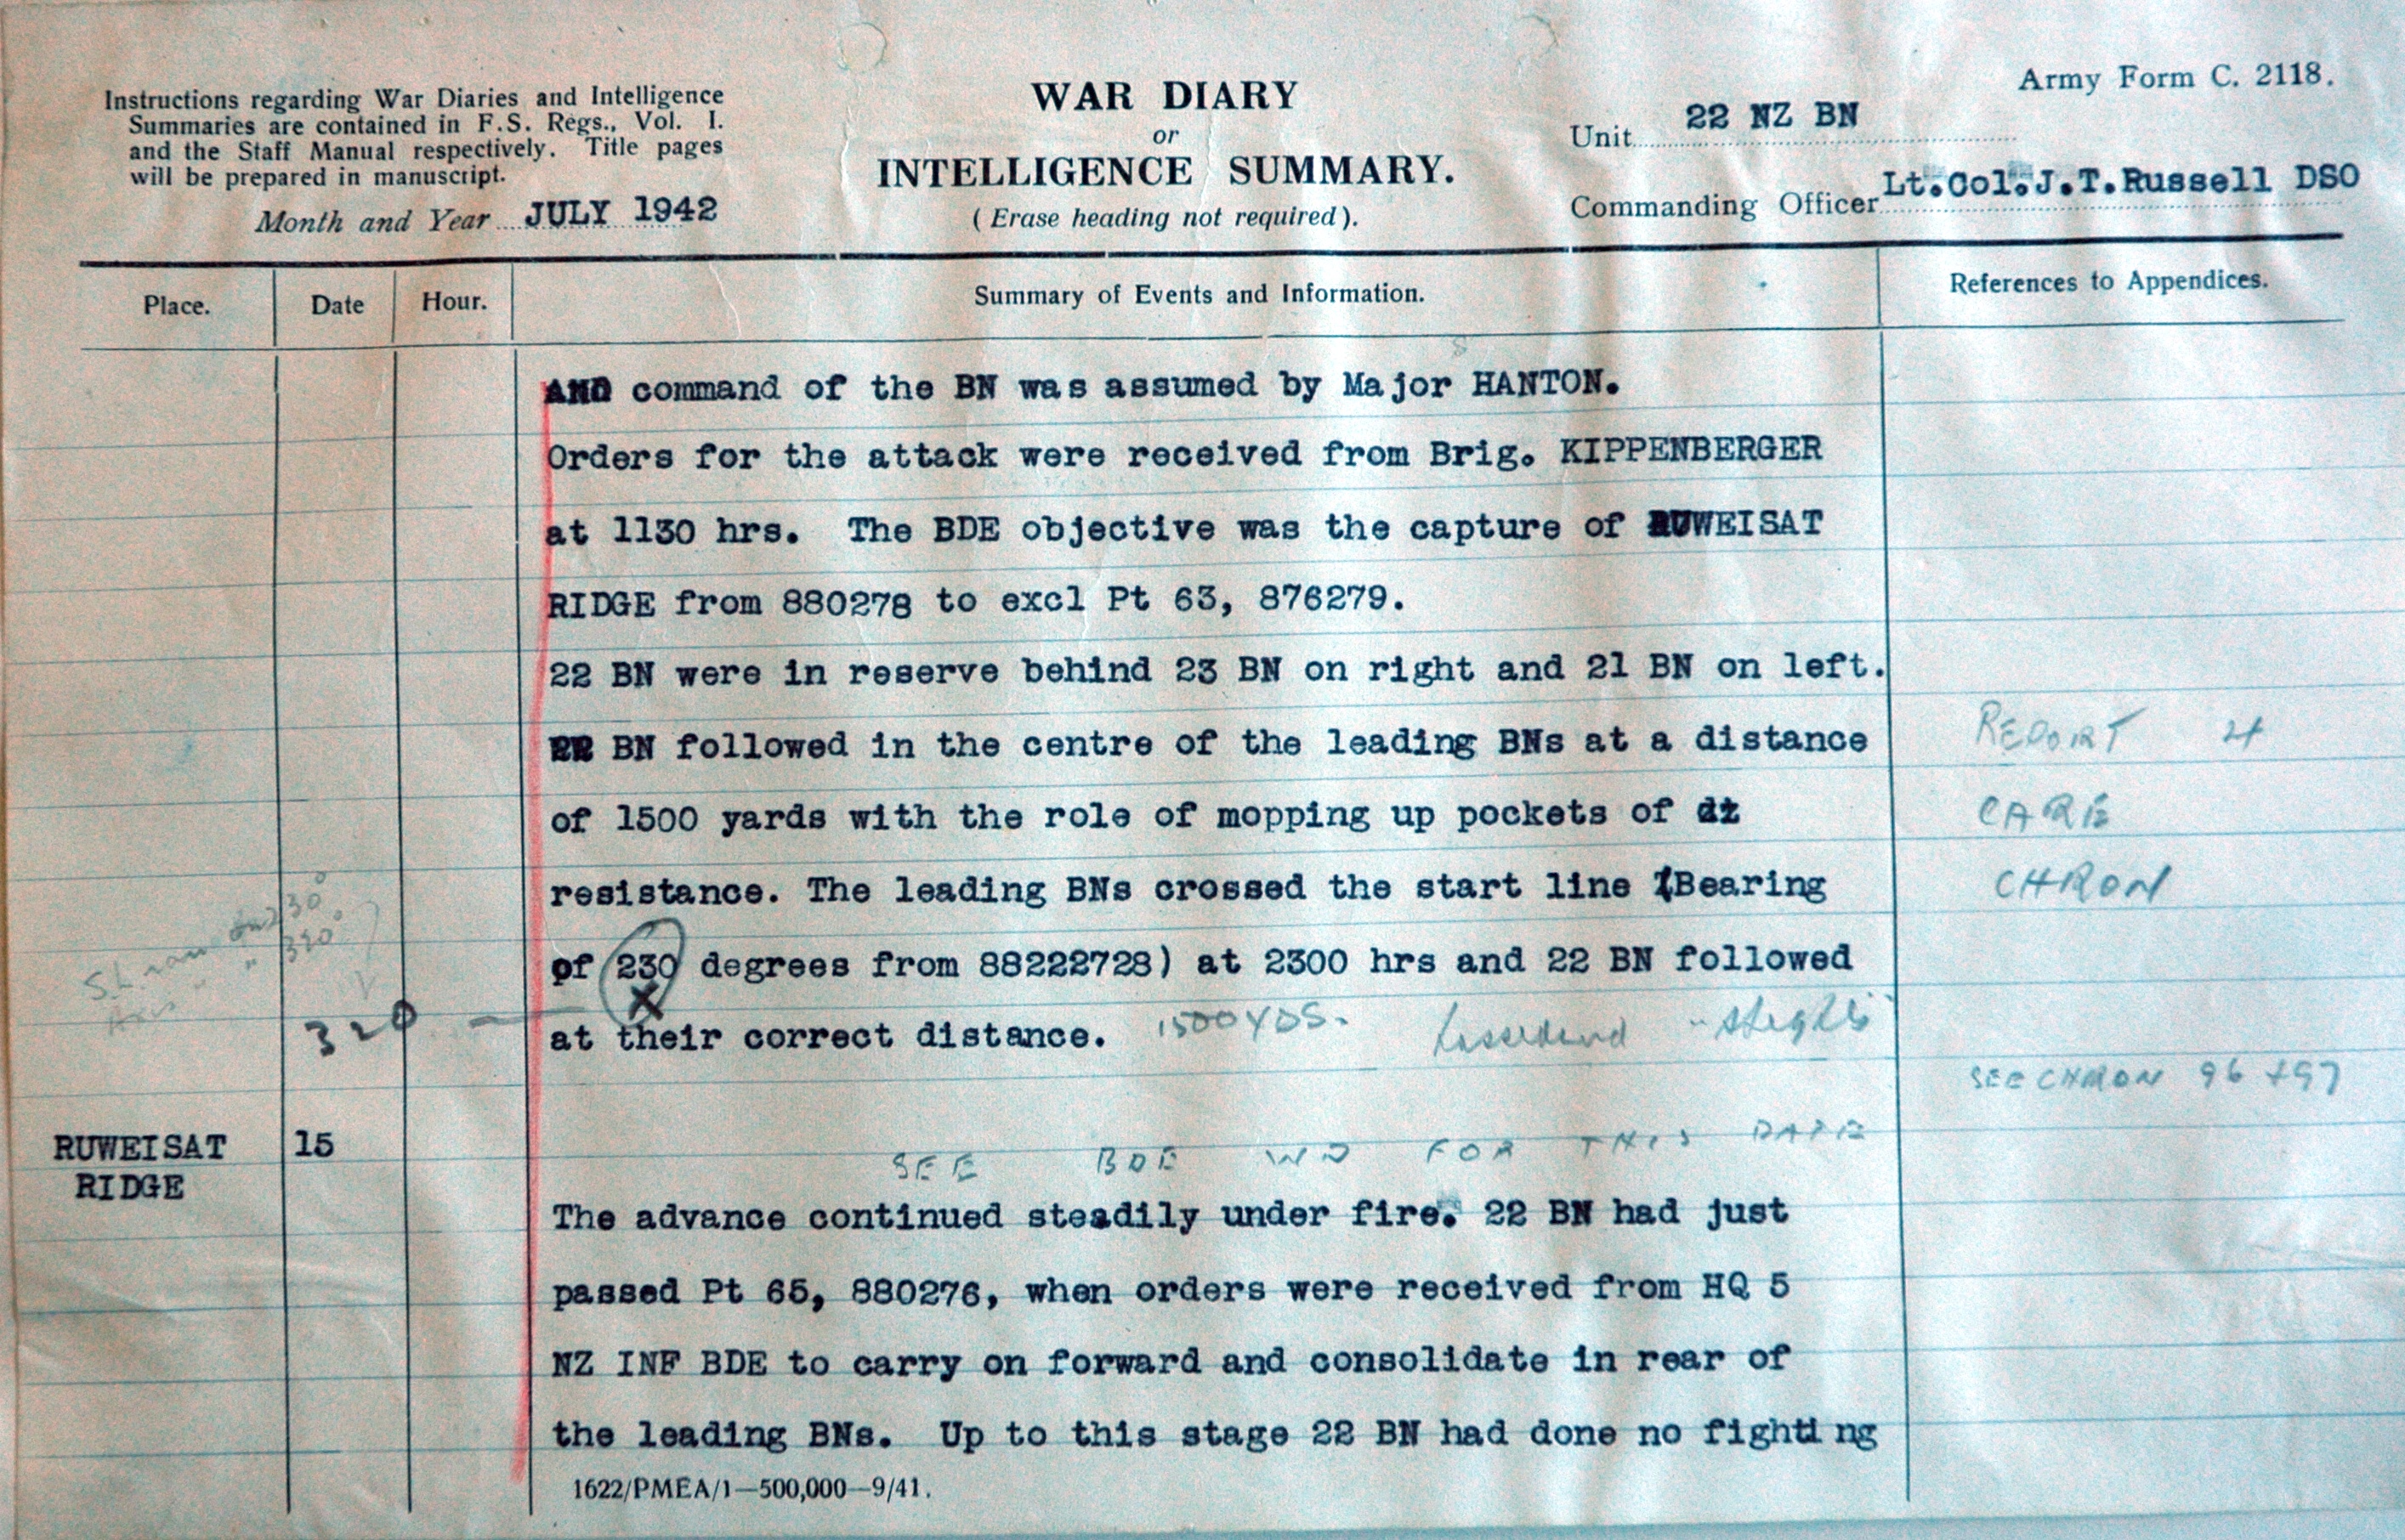 Instructions regarding War Diaries and Intelligence
Summaries are contained in F.S. Regs., Vol. I.
and the Staff Manual respectively. Title pages
will be prepared in manuscript.
Month and Year JULY 1942
WAR DIARY
or
INTELLIGENCE SUMMARY.
(Erase heading not required).
Army Form C. 2118.
Unit 22 NZ BN
Commanding Officer Lt.Col.J.T.Russell DSO
Place. Date Hour. Summary of Events and Information. References to Appendices.
AND command of the BN was assumed by Major HANTON.
Orders for the attack were received from Brig. KIPPENBERGER
at 1130 hrs. The BDE objective was the capture of RUWEISAT
RIDGE from 880278 to excl Pt 63, 876279.
22 BN were in reserve behind 23 BN on right and 21 BN on left.
22 BN followed in the centre of the leading BNs at a distance
REPORT 4
of 1500 yards with the role of mopping up pockets of
CARE
resistance. The leading BNs crossed the start line (Bearing
CHRON
of 230 degrees from 88222728) at 2300 hrs and 22 BN followed
S.L. 230°
" 320°
320
X
at their correct distance. 1500 YDS.
SEE CHRON 96 + 97
RUWEISAT
RIDGE
15
SEE BDE WD FOR THIS DATE
The advance continued steadily under fire. 22 BN had just
passed Pt 65, 880276, when orders were received from HQ 5
NZ INF BDE to carry on forward and consolidate in rear of
the leading BNs. Up to this stage 22 BN had done no fighting
1622/PMEA/1—500,000—9/41.